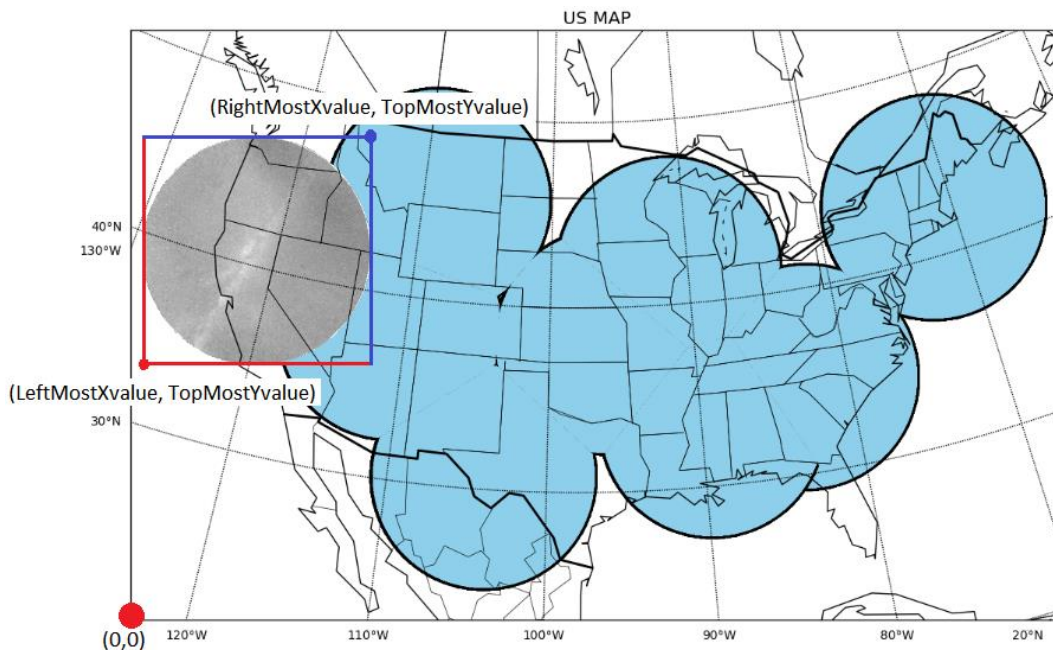 US MAP
(RightMostXvalue, TopMostYvalue)
40°N
130°W
(LeftMostXvalue, TopMostYvalue)
30°N
(0,0)
120°W
110°W
100°W
90°W
80°W
20°N